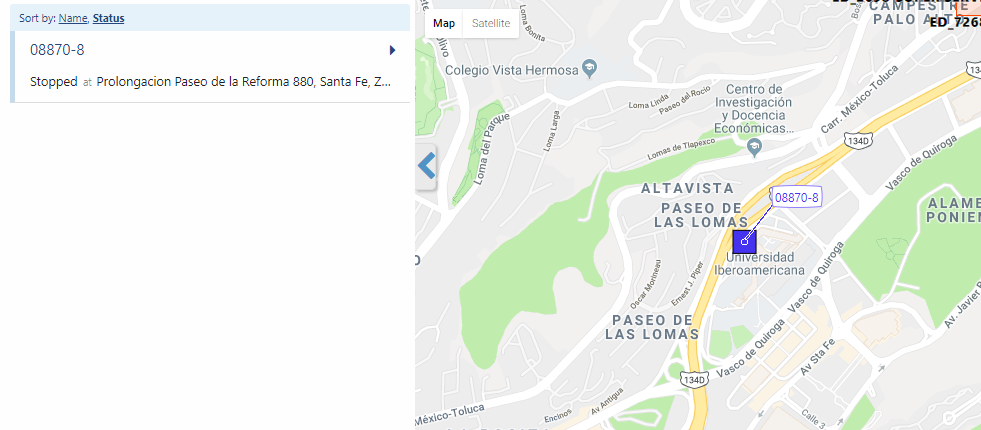 Sort by: Name, Status
08870-8
Stopped at Prolongacion Paseo de la Reforma 880, Santa Fe, Z...
Map Satellite
Loma Bonita
CAMPESTRE
PALO ALTO
ED_7268
Colegio Vista Hermosa
Loma del Parque
Loma Larga
Loma Linda
Paseo del Rocio
Centro de
Investigación
y Docencia
Económicas...
Carr. México-Toluca
134D
Vasco de Quiroga
Lomas de Tlapexco
ALTAVISTA
PASEO DE
LAS LOMAS
08870-8
Universidad
Iberoamericana
ALAME
PONIEN
Oscar Morineau
Ernest J. Piper
Vasco de Quiroga
PASEO DE
LAS LOMAS
Av. Javier
Vasco de Quiroga
Av Sta Fe
134D
México-Toluca
Encinos
Av Antigua
Calle 3